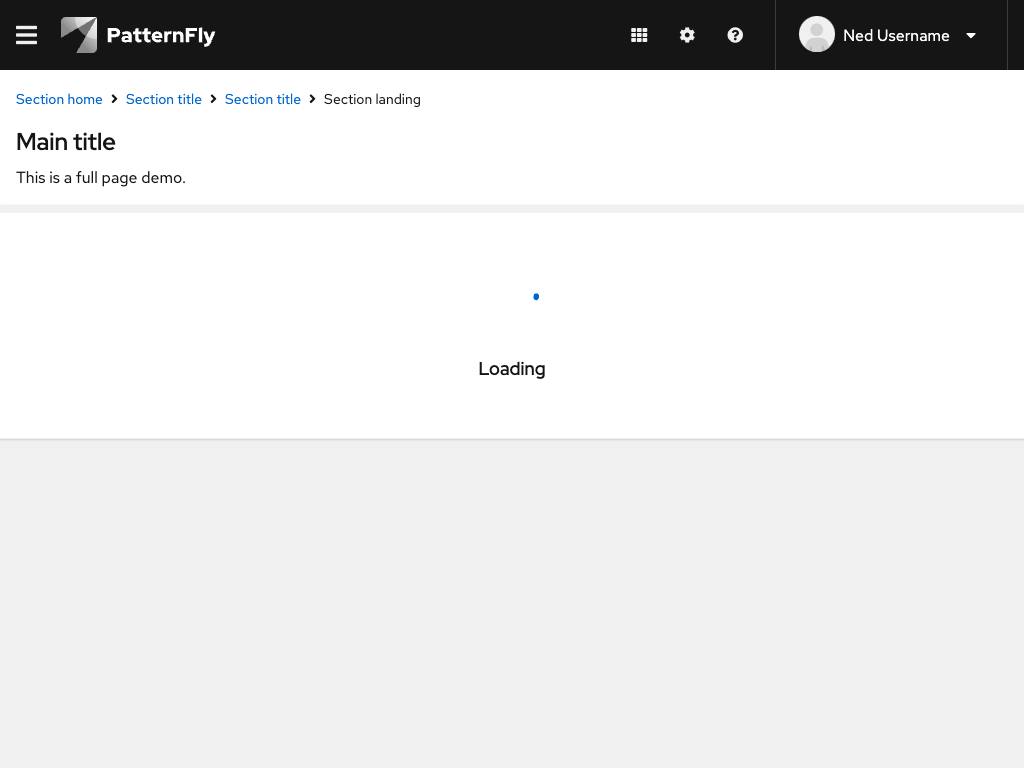 PatternFly
Ned Username
Section home Section title Section title Section landing
Main title
This is a full page demo.
Loading